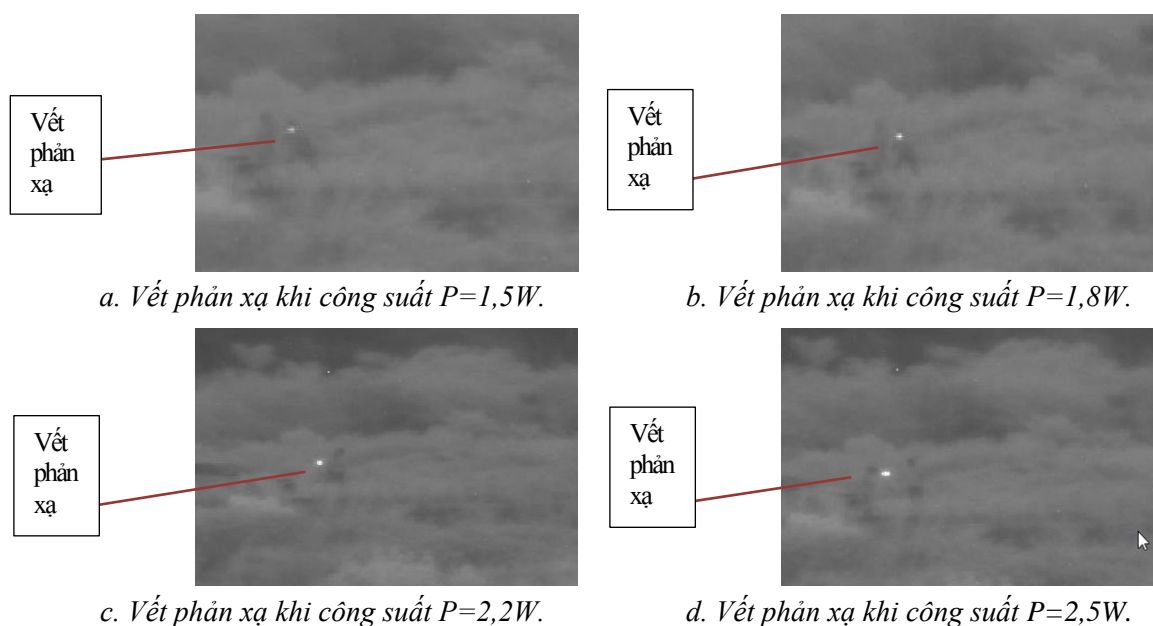 Vết
phản
xạ
Vết
phản
xạ
a. Vết phản xạ khi công suất P=1,5W.
b. Vết phản xạ khi công suất P=1,8W.
Vết
phản
xạ
Vết
phản
xạ
c. Vết phản xạ khi công suất P=2,2W.
d. Vết phản xạ khi công suất P=2,5W.